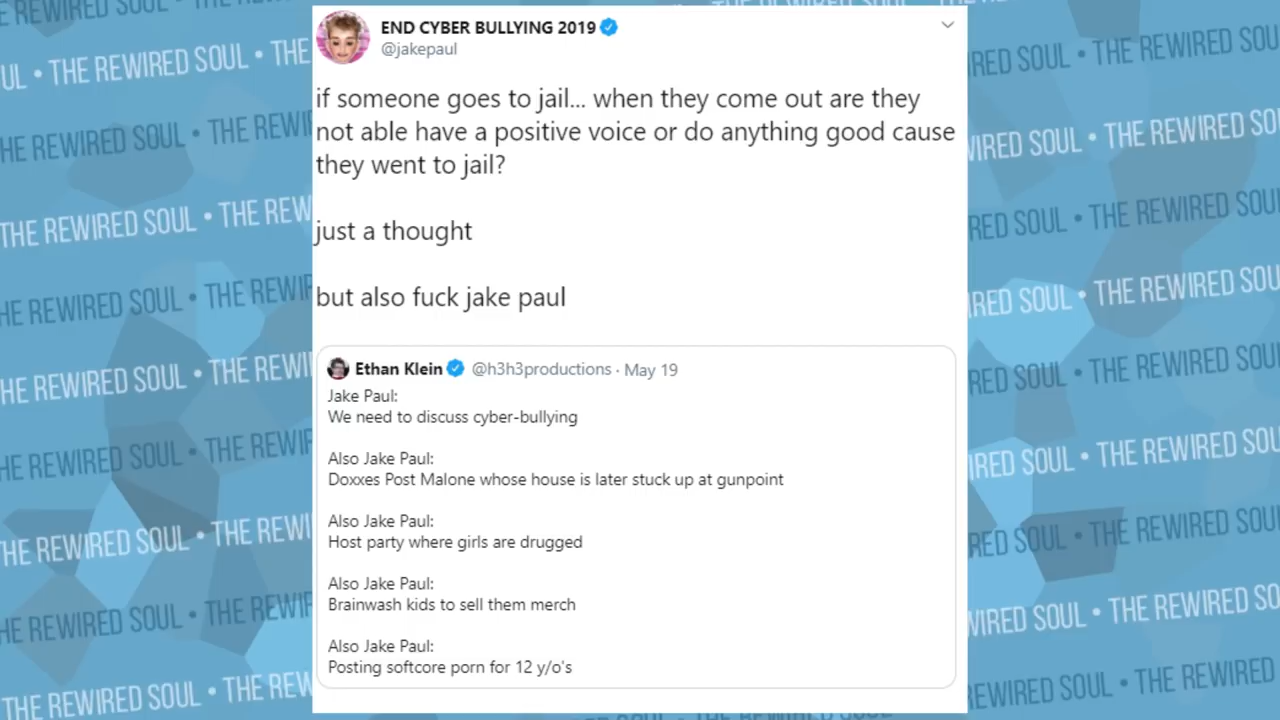 END CYBER BULLYING 2019
@jakepaul
if someone goes to jail... when they come out are they
not able have a positive voice or do anything good cause
they went to jail?
just a thought
but also fuck jake paul
Ethan Klein @h3h3productions · May 19
Jake Paul:
We need to discuss cyber-bullying
Also Jake Paul:
Doxxes Post Malone whose house is later stuck up at gunpoint
Also Jake Paul:
Host party where girls are drugged
Also Jake Paul:
Brainwash kids to sell them merch
Also Jake Paul:
Posting softcore porn for 12 y/o's
THE REWIRED SOUL • THE REWIRED SOUL